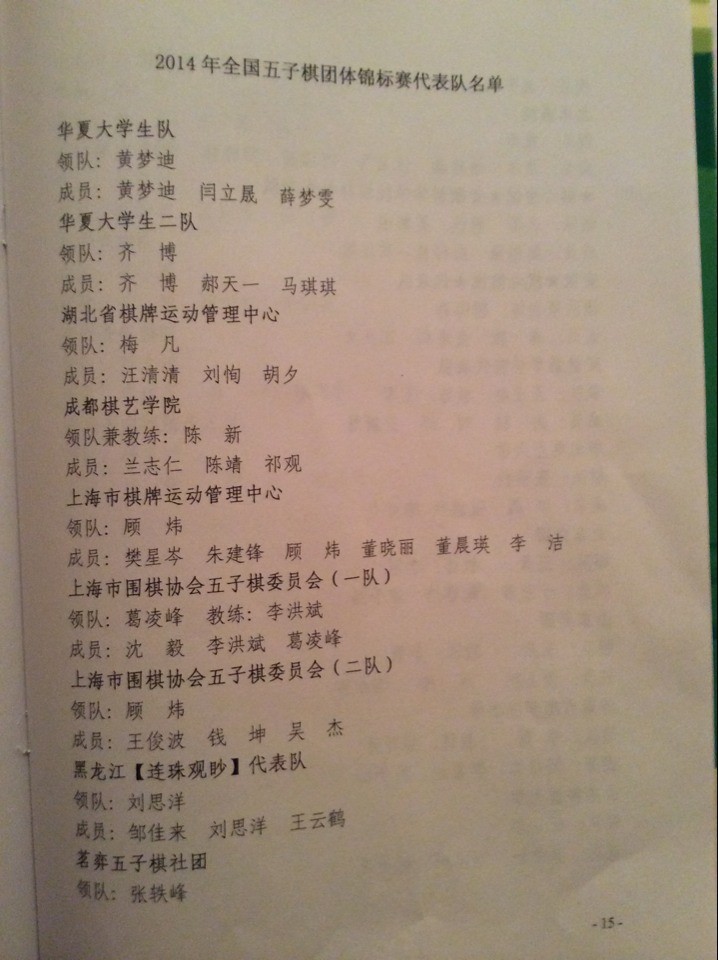 2014年全国五子棋团体锦标赛代表队名单
华夏大学生队
领队：黄梦迪
成员：黄梦迪 闫立晟 薛梦雯
华夏大学生二队
领队：齐 博
成员：齐 博 郝天一 马琪琪
湖北省棋牌运动管理中心
领队：梅 凡
成员：汪清清 刘恂 胡夕
成都棋艺学院
领队兼教练：陈 新
成员：兰志仁 陈靖 祁观
上海市棋牌运动管理中心
领队：顾 炜
成员：樊星岑 朱建锋 顾 炜 董晓丽 董晨瑛 李 洁
上海市围棋协会五子棋委员会（一队）
领队：葛凌峰 教练：李洪斌
成员：沈 毅 李洪斌 葛凌峰
上海市围棋协会五子棋委员会（二队）
领队：顾 炜
成员：王俊波 钱 坤 吴 杰
黑龙江【连珠观眇】代表队
领队：刘思洋
成员：邹佳来 刘思洋 王云鹤
茗弈五子棋社团
领队：张轶峰
-15-